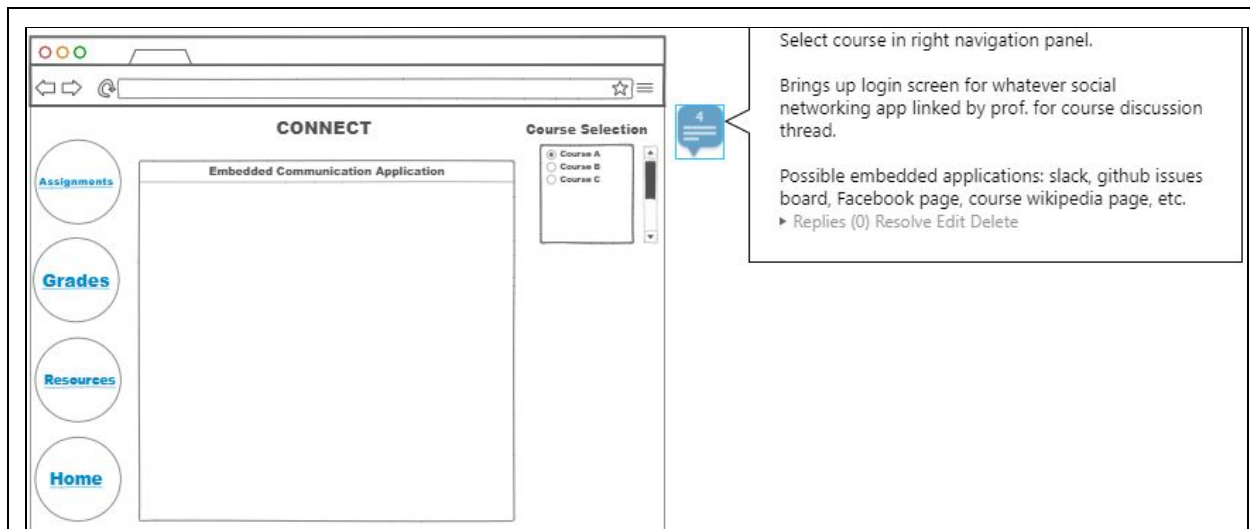 CONNECT
Course Selection
Course A
Course B
Course C
Embedded Communication Application
Assignments
Grades
Resources
Home
4
Select course in right navigation panel.
Brings up login screen for whatever social
networking app linked by prof. for course discussion
thread.
Possible embedded applications: slack, github issues
board, Facebook page, course wikipedia page, etc.
Replies (0) Resolve Edit Delete